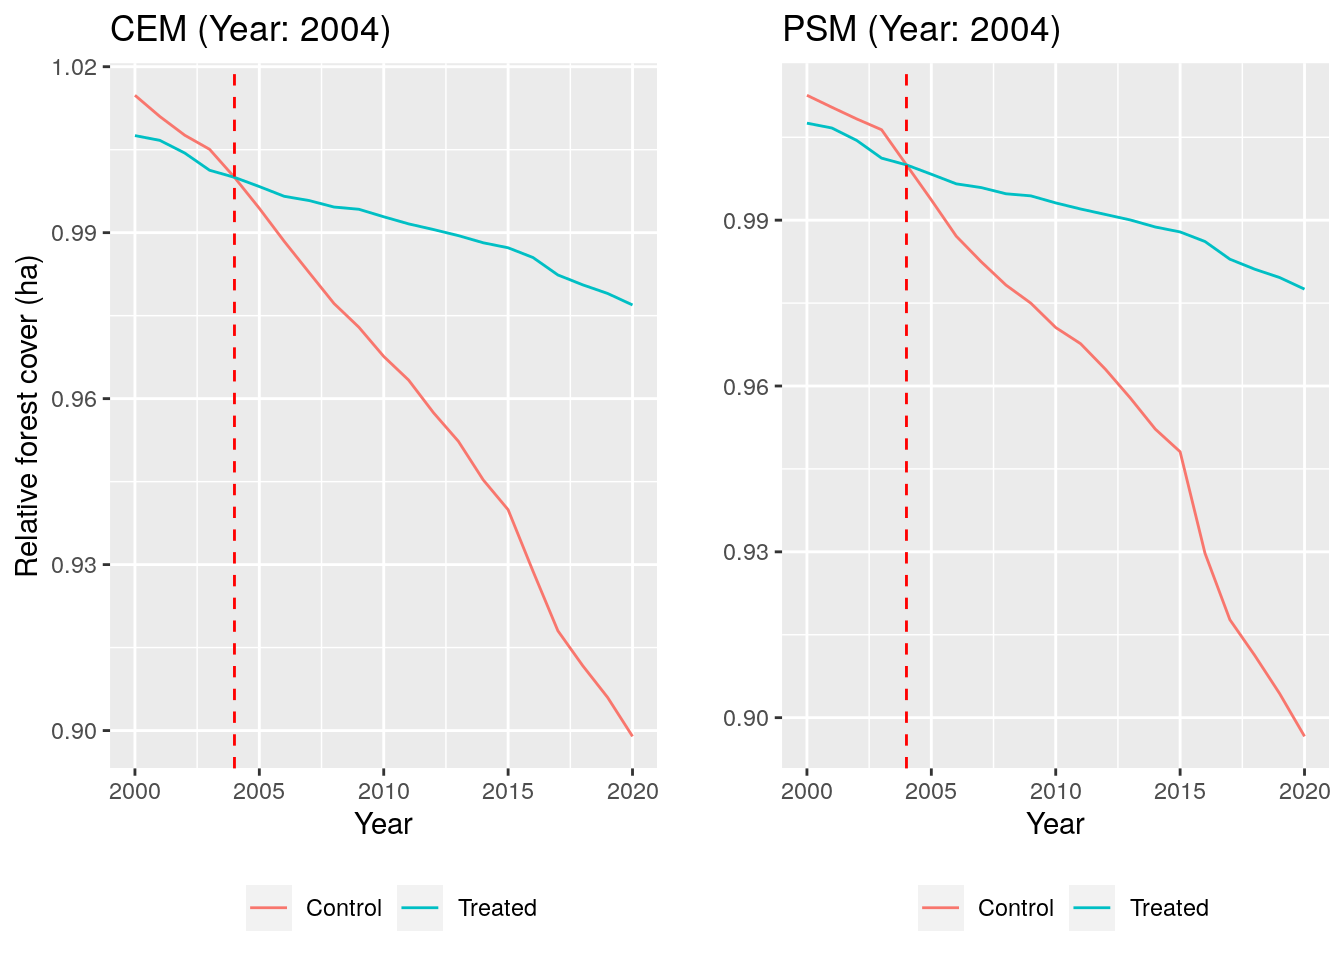 CEM (Year: 2004)
Relative forest cover (ha)
1.02
0.99
0.96
0.93
0.90
2000 2005 2010 2015 2020
Year
Control Treated
PSM (Year: 2004)
0.99
0.96
0.93
0.90
2000 2005 2010 2015 2020
Year
Control Treated